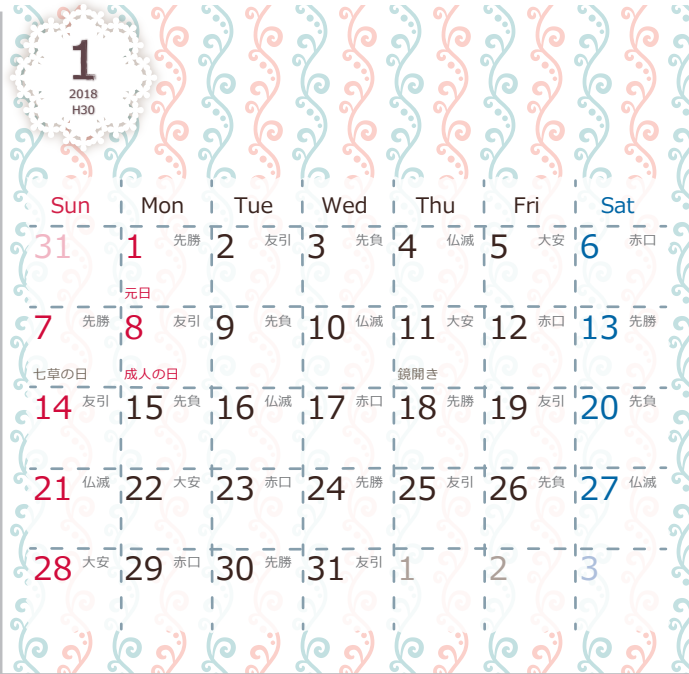 1
2018
H30
Sun Mon Tue Wed Thu Fri Sat
31 1 先勝 2 友引 3 先負 4 仏滅 5 大安 6 赤口
元日
7 先勝 8 友引 9 先負 10 仏滅 11 大安 12 赤口 13 先勝
七草の日 成人の日 鏡開き
14 友引 15 先負 16 仏滅 17 赤口 18 先勝 19 友引 20 先負
21 仏滅 22 大安 23 赤口 24 先勝 25 友引 26 先負 27 仏滅
28 大安 29 赤口 30 先勝 31 友引 1 2 3